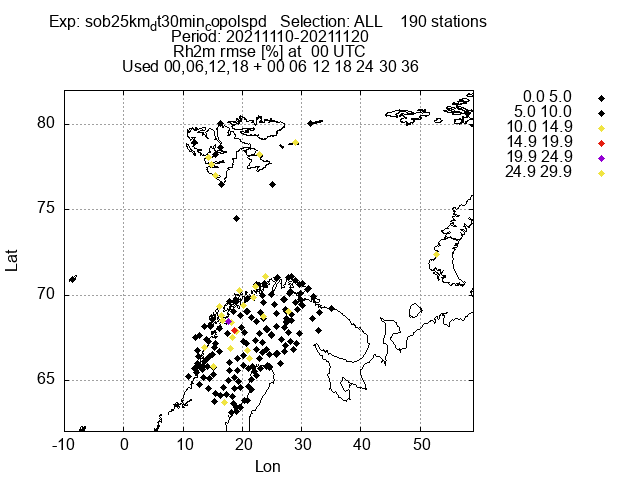 Exp: sob25km_dt30min_copolspd Selection: ALL 190 stations
Period: 20211110-20211120
Rh2m rmse [%] at 00 UTC
Used 00,06,12,18 + 00 06 12 18 24 30 36
0.0 5.0
5.0 10.0
10.0 14.9
14.9 19.9
19.9 24.9
24.9 29.9
80
75
70
65
Lat
-10 0 10 20 30 40 50
Lon